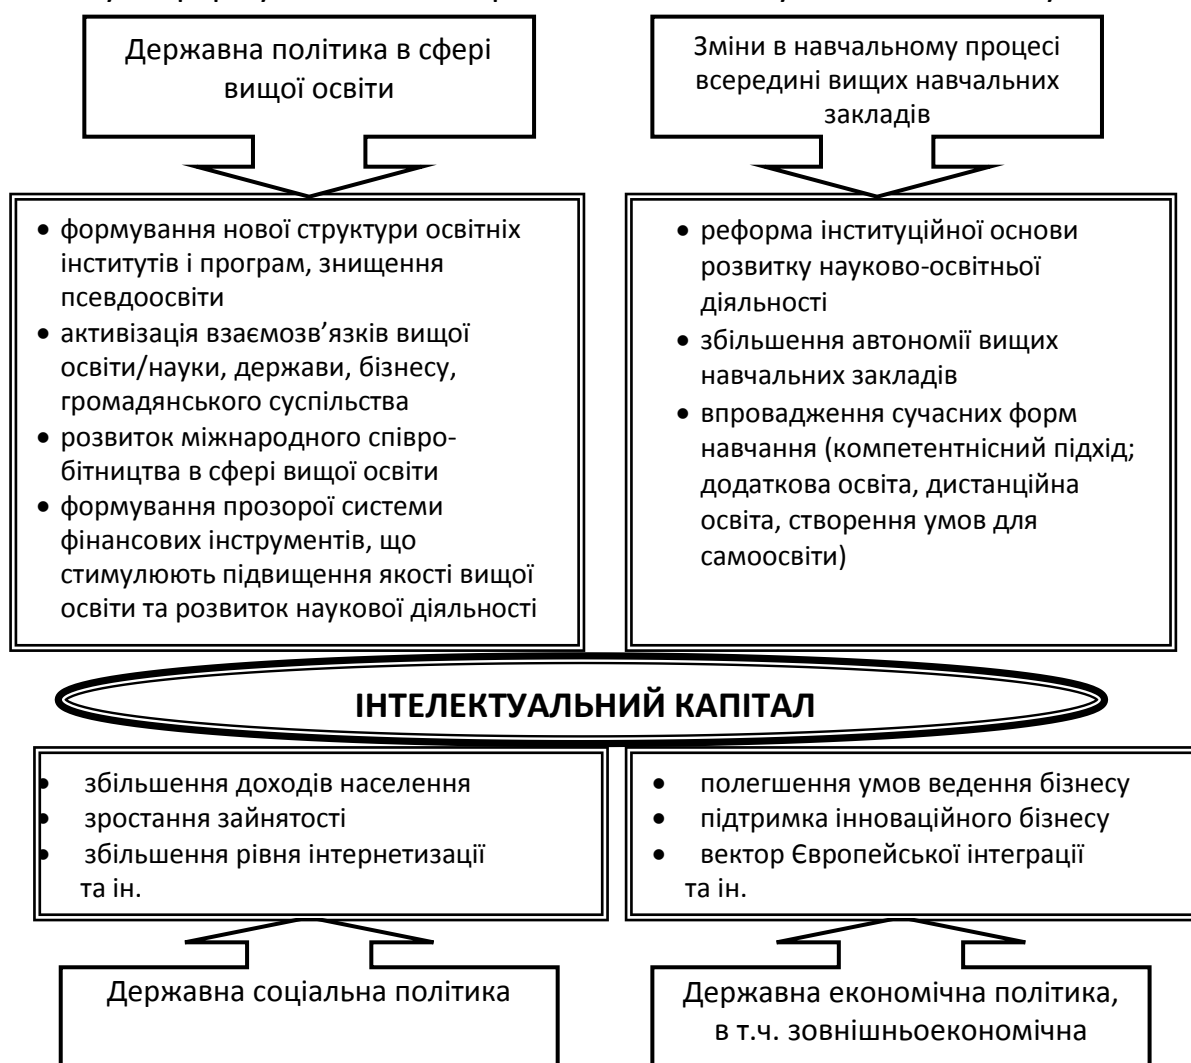 Державна політика в сфері
вищої освіти
Зміни в навчальному процесі
всередині вищих навчальних
закладів
• формування нової структури освітніх
інститутів і програм, знищення
псевдоосвіти
• активізація взаємозв’язків вищої
освіти/науки, держави, бізнесу,
громадянського суспільства
• розвиток міжнародного співро-
бітництва в сфері вищої освіти
• формування прозорої системи
фінансових інструментів, що
стимулюють підвищення якості вищої
освіти та розвиток наукової діяльності
• реформа інституційної основи
розвитку науково-освітньої
діяльності
• збільшення автономії вищих
навчальних закладів
• впровадження сучасних форм
навчання (компетентнісний підхід;
додаткова освіта, дистанційна
освіта, створення умов для
самоосвіти)
ІНТЕЛЕКТУАЛЬНИЙ КАПІТАЛ
• збільшення доходів населення
• зростання зайнятості
• збільшення рівня інтернетизації
та ін.
• полегшення умов ведення бізнесу
• підтримка інноваційного бізнесу
• вектор Європейської інтеграції
та ін.
Державна соціальна політика
Державна економічна політика,
в т.ч. зовнішньоекономічна